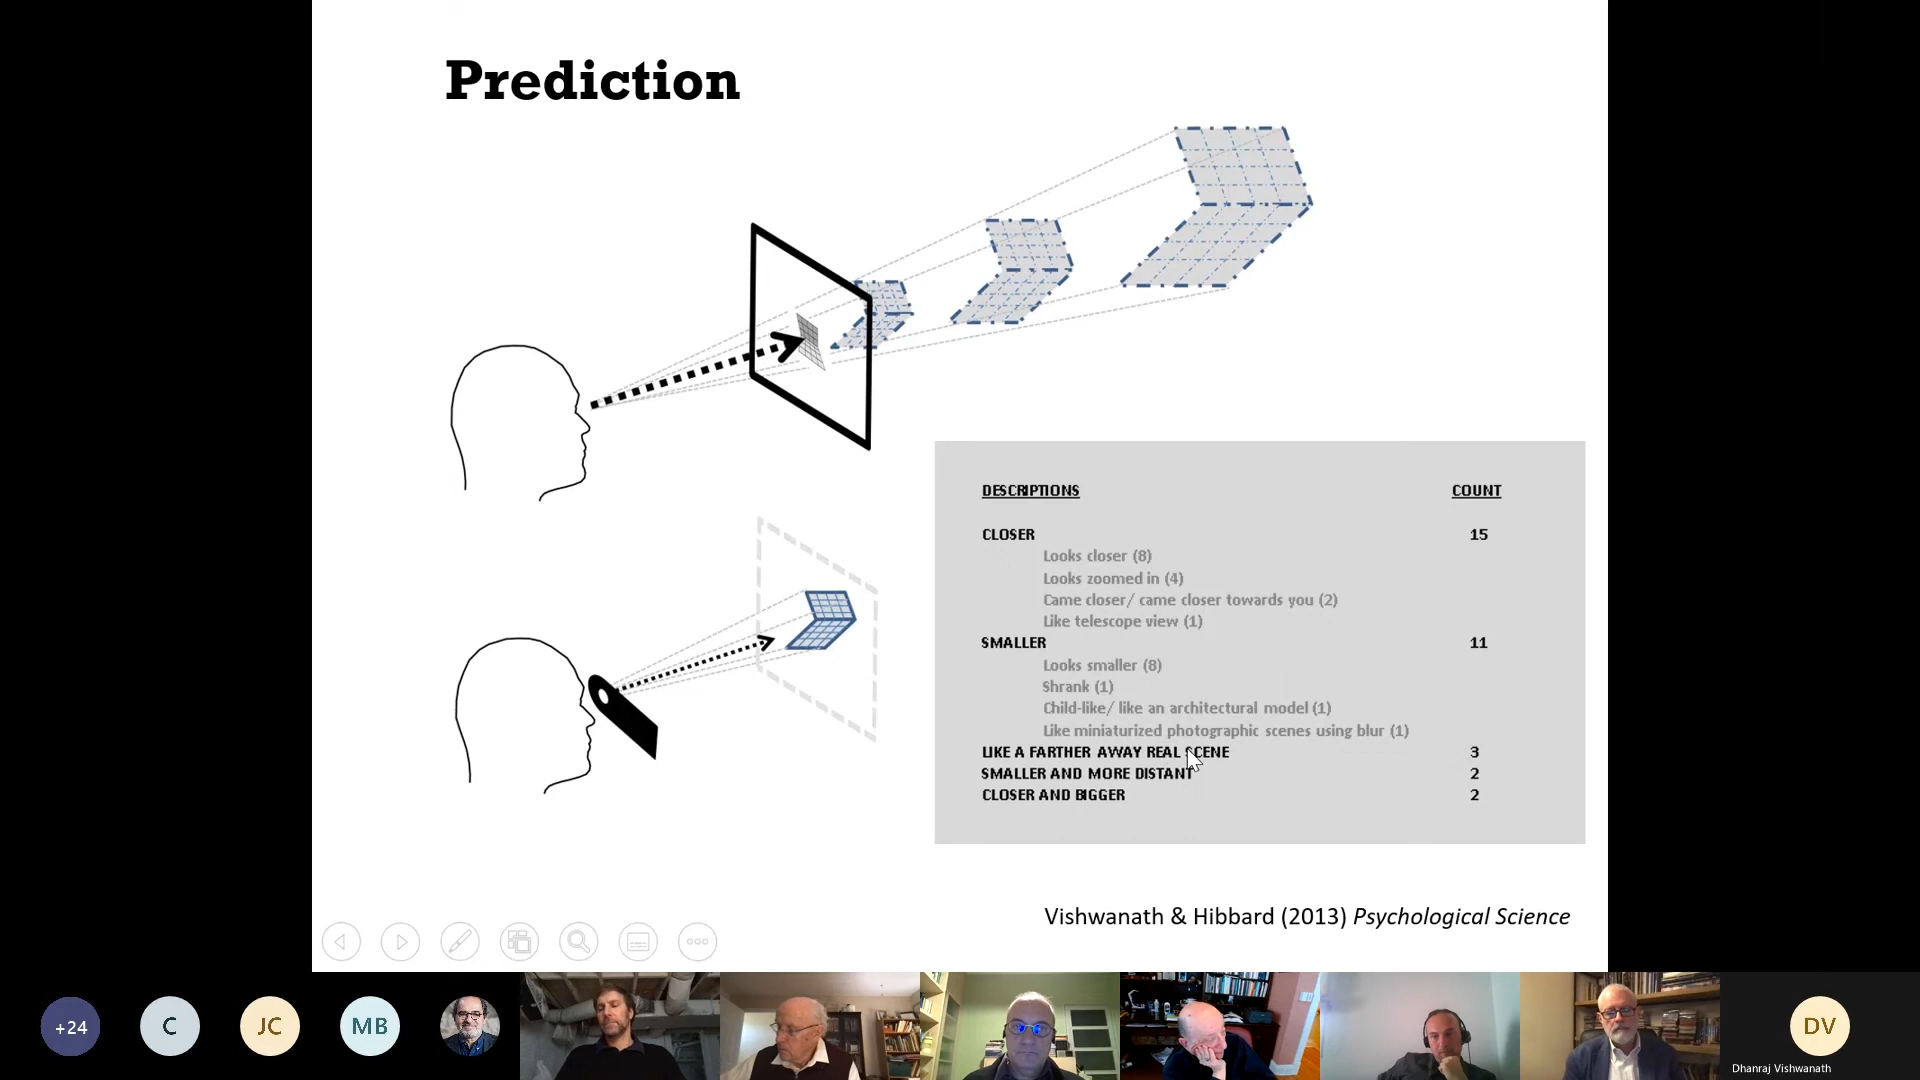 Prediction
DESCRIPTIONS COUNT
CLOSER 15
Looks closer (8)
Looks zoomed in (4)
Came closer/ came closer towards you (2)
Like telescope view (1)
SMALLER 11
Looks smaller (8)
Shrank (1)
Child-like/ like an architectural model (1)
Like miniaturized photographic scenes using blur (1)
LIKE A FARTHER AWAY REAL SCENE 3
SMALLER AND MORE DISTANT 2
CLOSER AND BIGGER 2
Vishwanath & Hibbard (2013) Psychological Science
+24 C JC MB DV
Dhanraj Vishwanath